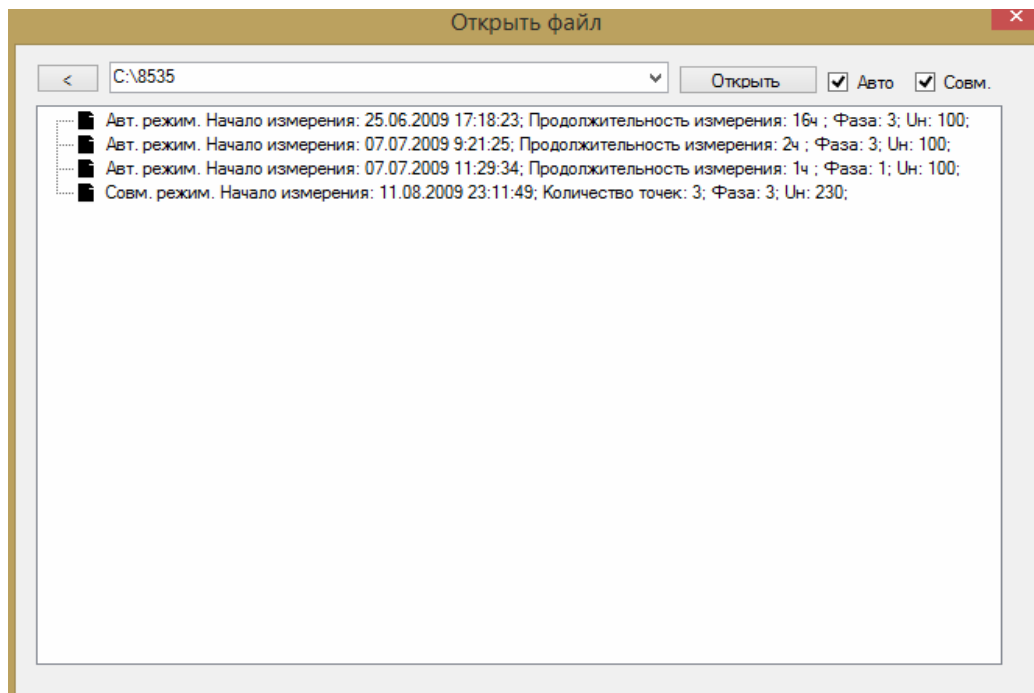 Открыть файл
< C:\8535 Открыть Авто Совм.
Авт. режим. Начало измерения: 25.06.2009 17:18:23; Продолжительность измерения: 16ч ; Фаза: 3; Uн: 100;
Авт. режим. Начало измерения: 07.07.2009 9:21:25; Продолжительность измерения: 2ч ; Фаза: 3; Uн: 100;
Авт. режим. Начало измерения: 07.07.2009 11:29:34; Продолжительность измерения: 1ч ; Фаза: 1; Uн: 100;
Совм. режим. Начало измерения: 11.08.2009 23:11:49; Количество точек: 3; Фаза: 3; Uн: 230;